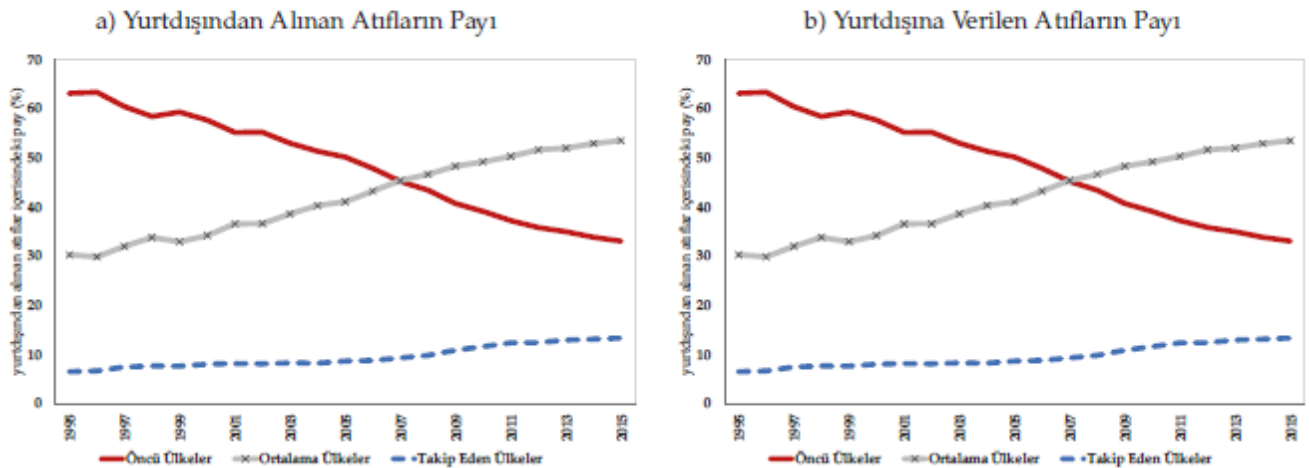 a) Yurtdışından Alınan Atıfların Payı
yurtdışından alınan atıflar içerisindeki pay (%)
70
60
50
40
30
20
10
0
1995 1997 1999 2001 2003 2005 2007 2009 2011 2013 2015
Öncü Ülkeler Ortalama Ülkeler Takip Eden Ülkeler
b) Yurtdışına Verilen Atıfların Payı
yurtdışından alınan atıflar içerisindeki pay (%)
70
60
50
40
30
20
10
0
1995 1997 1999 2001 2003 2005 2007 2009 2011 2013 2015
Öncü Ülkeler Ortalama Ülkeler Takip Eden Ülkeler